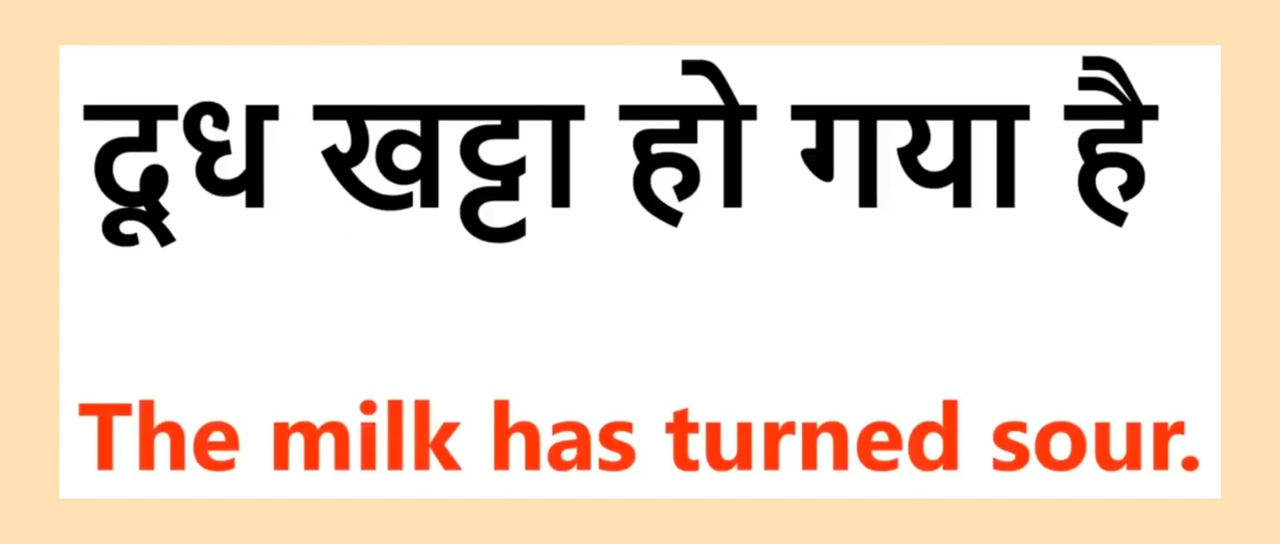 दूध खट्टा हो गया है
The milk has turned sour.